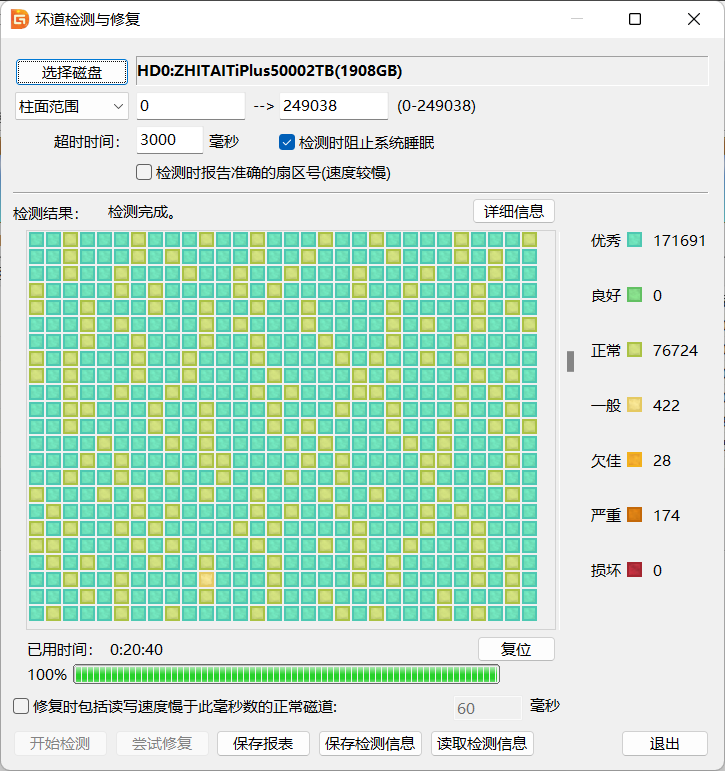 坏道检测与修复
选择磁盘 HD0:ZHITAITiPlus50002TB(1908GB)
柱面范围 0 --> 249038 (0-249038)
超时时间: 3000 毫秒 检测时阻止系统睡眠
检测时报告准确的扇区号(速度较慢)
检测结果: 检测完成。 详细信息
优秀 171691
良好 0
正常 76724
一般 422
欠佳 28
严重 174
损坏 0
已用时间: 0:20:40 复位
100%
修复时包括读写速度慢于此毫秒数的正常磁道: 60 毫秒
开始检测 尝试修复 保存报表 保存检测信息 读取检测信息 退出